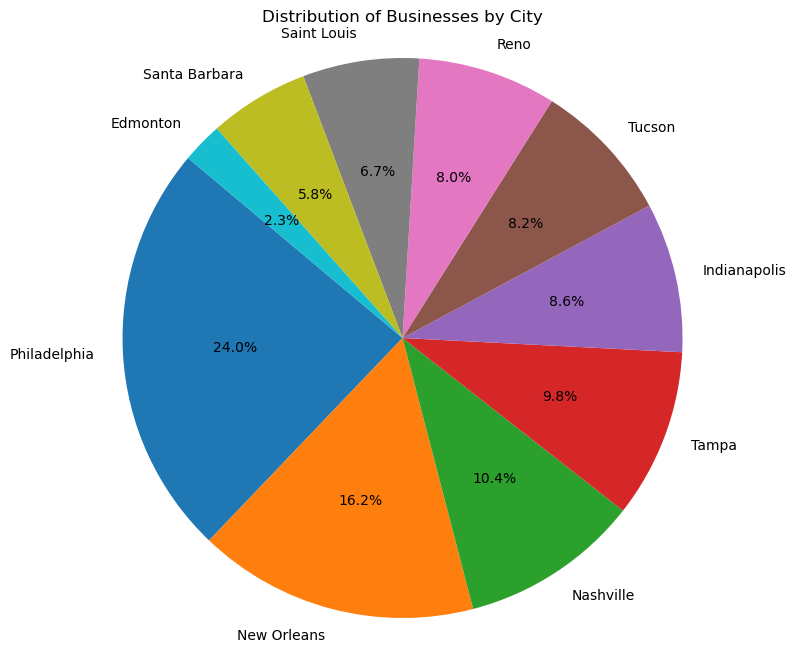 Distribution of Businesses by City
Saint Louis
Reno
Santa Barbara
Edmonton
Tucson
6.7%
8.0%
5.8%
2.3%
8.2%
Indianapolis
8.6%
Philadelphia
24.0%
9.8%
Tampa
10.4%
16.2%
Nashville
New Orleans